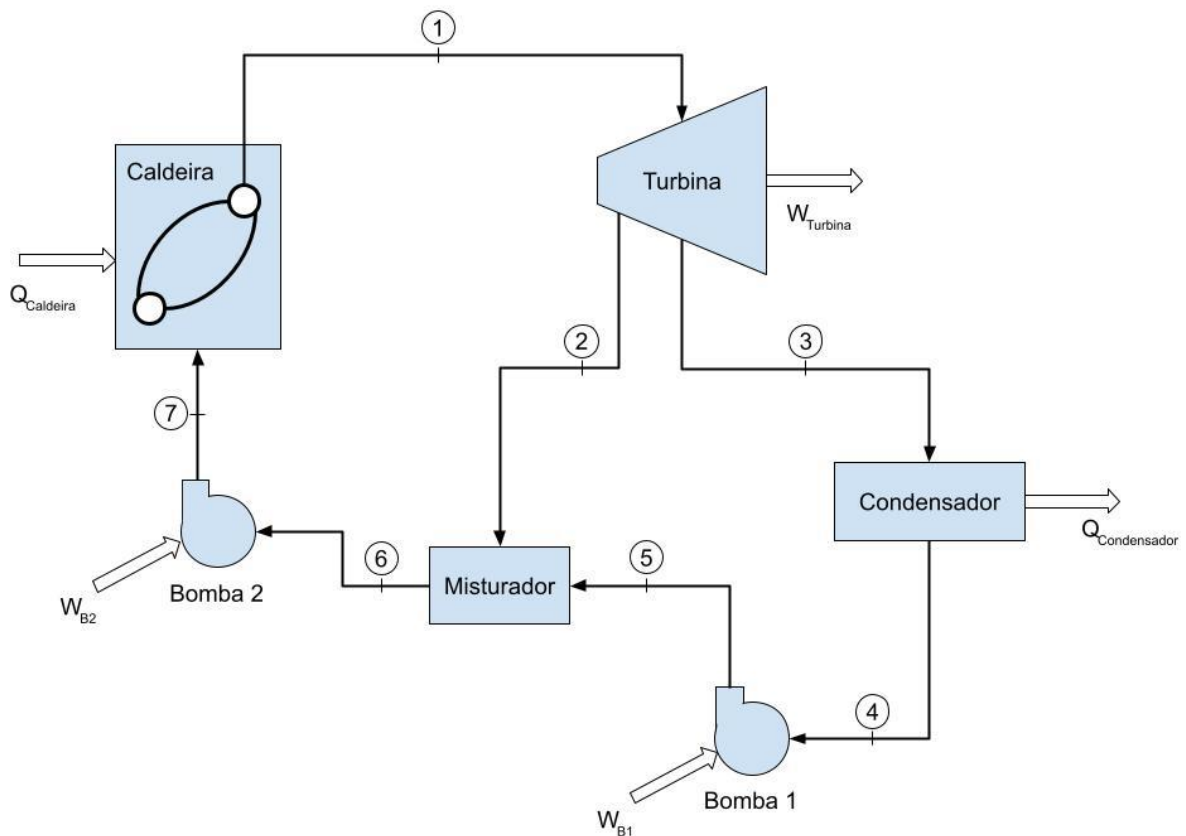 1
Caldeira
Turbina
W Turbina
Q Caldeira
2
3
7
Condensador
Q Condensador
6
5
Misturador
Bomba 2
W B2
4
Bomba 1
W B1